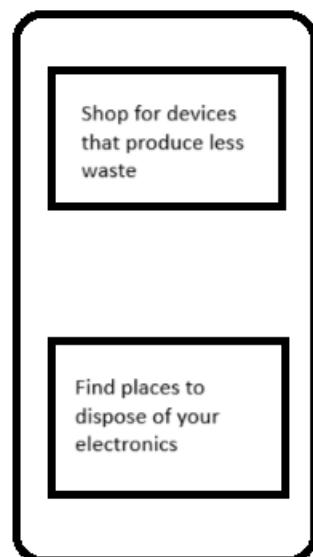 Shop for devices
that produce less
waste
Find places to
dispose of your
electronics